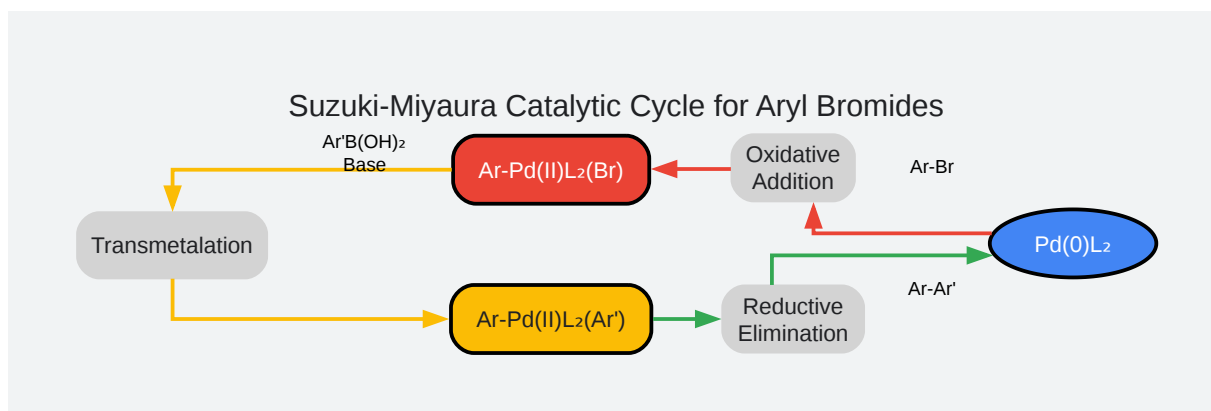 Suzuki-Miyaura Catalytic Cycle for Aryl Bromides
Ar'B(OH)₂
Base
Ar-Pd(II)L₂(Br)
Oxidative
Addition
Ar-Br
Transmetalation
Pd(0)L₂
Ar-Ar'
Ar-Pd(II)L₂(Ar')
Reductive
Elimination